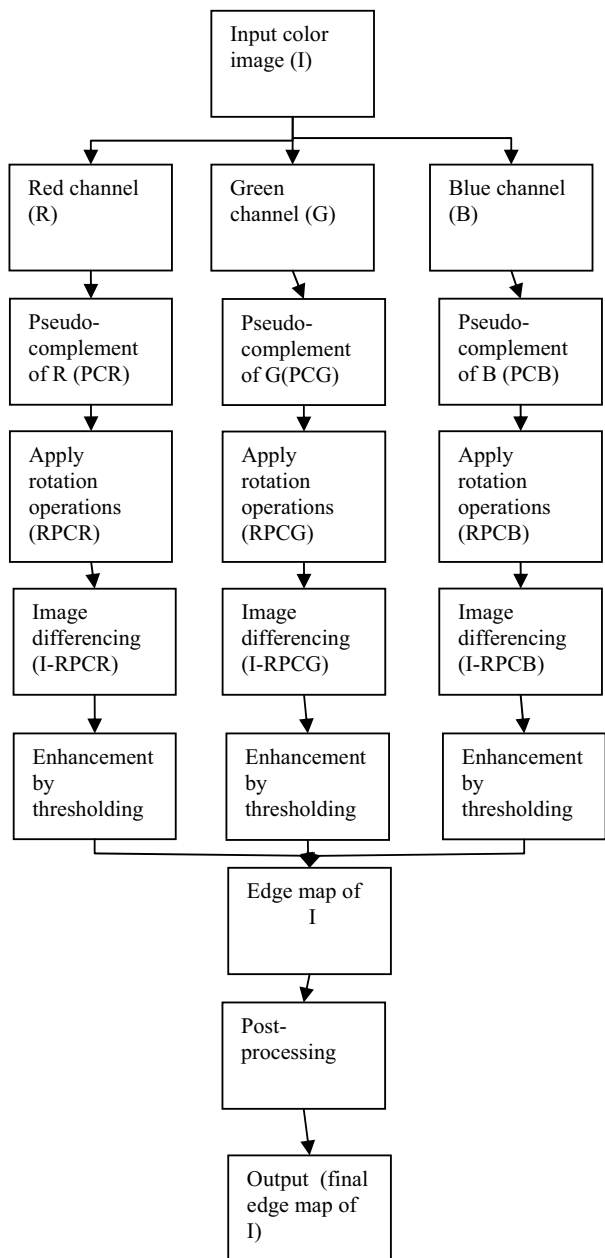 Input color
image (I)
Red channel
(R)
Green
channel (G)
Blue channel
(B)
Pseudo-
complement
of R (PCR)
Pseudo-
complement
of G(PCG)
Pseudo-
complement
of B (PCB)
Apply
rotation
operations
(RPCR)
Apply
rotation
operations
(RPCG)
Apply
rotation
operations
(RPCB)
Image
differencing
(I-RPCR)
Image
differencing
(I-RPCG)
Image
differencing
(I-RPCB)
Enhancement
by
thresholding
Enhancement
by
thresholding
Enhancement
by
thresholding
Edge map of
I
Post-
processing
Output (final
edge map of
I)